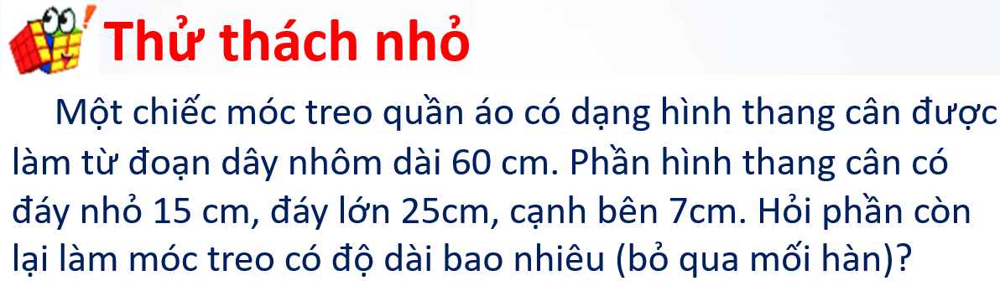 Thử thách nhỏ
Một chiếc móc treo quần áo có dạng hình thang cân được
làm từ đoạn dây nhôm dài 60 cm. Phần hình thang cân có
đáy nhỏ 15 cm, đáy lớn 25cm, cạnh bên 7cm. Hỏi phần còn
lại làm móc treo có độ dài bao nhiêu (bỏ qua mối hàn)?